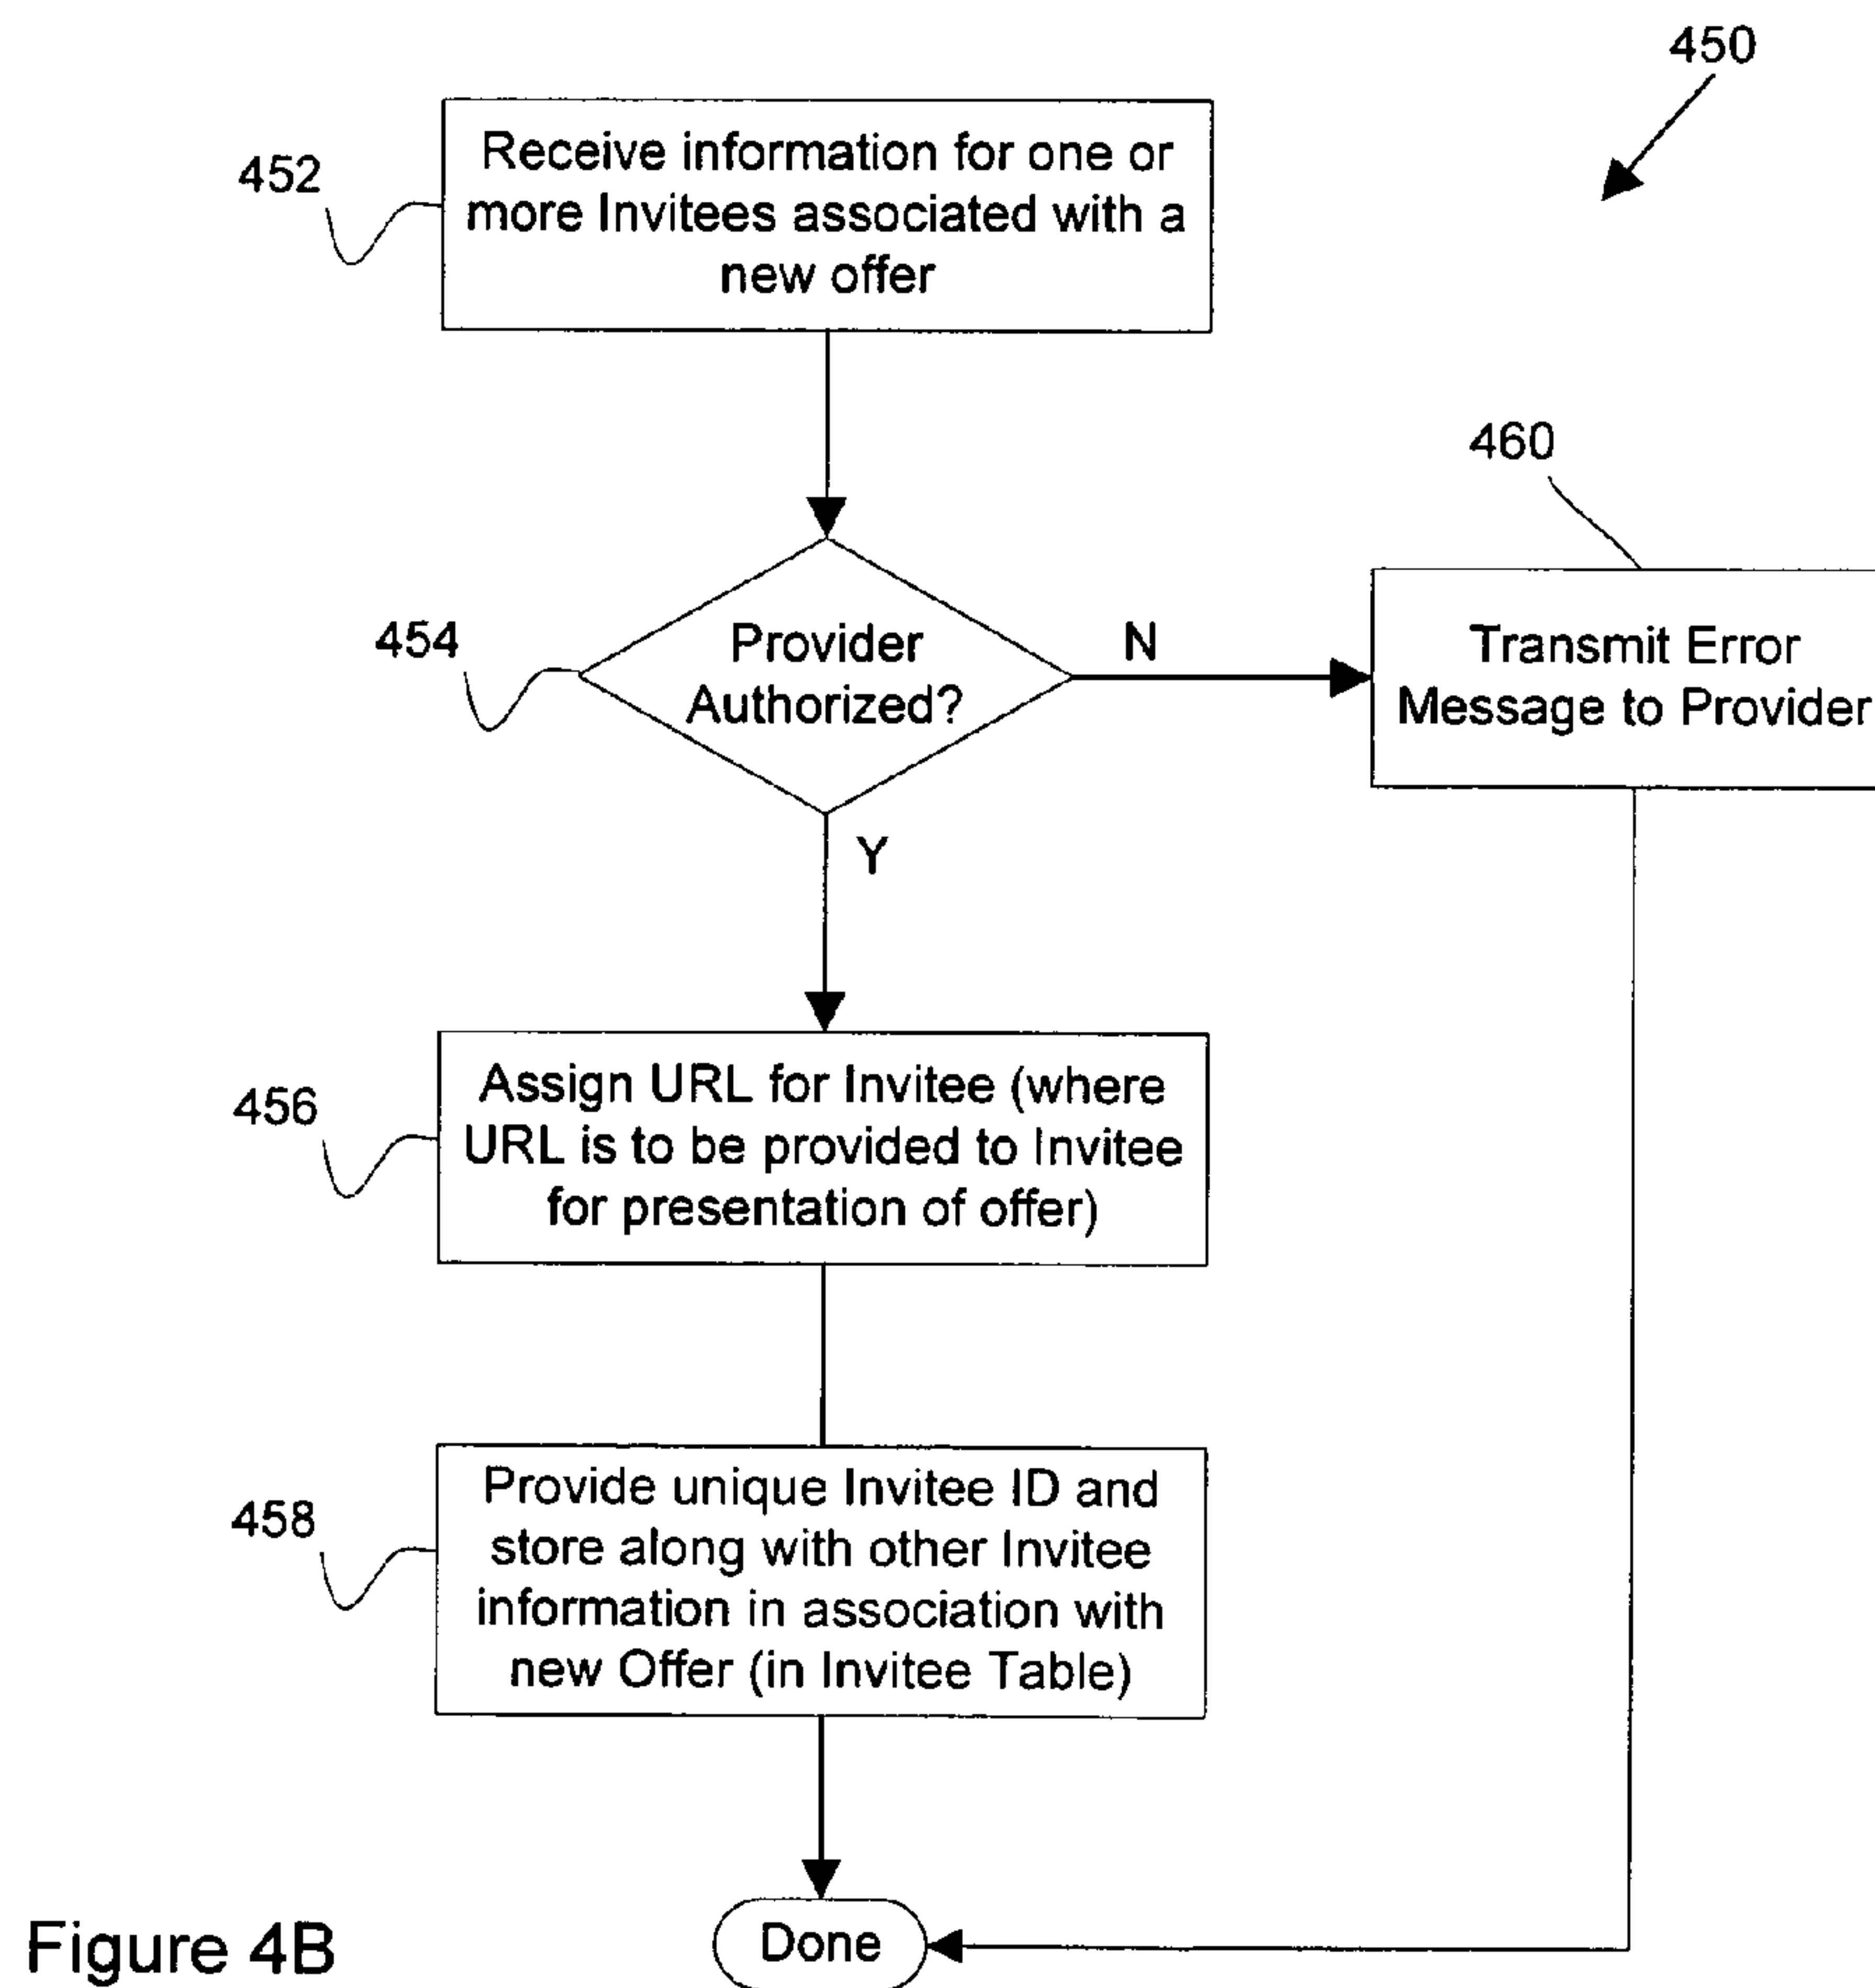 450
452
Receive information for one or
more Invitees associated with a
new offer
460
454
Provider
Authorized?
N
Transmit Error
Message to Provider
Y
456
Assign URL for Invitee (where
URL is to be provided to Invitee
for presentation of offer)
458
Provide unique Invitee ID and
store along with other Invitee
information in association with
new Offer (in Invitee Table)
Done
Figure 4B